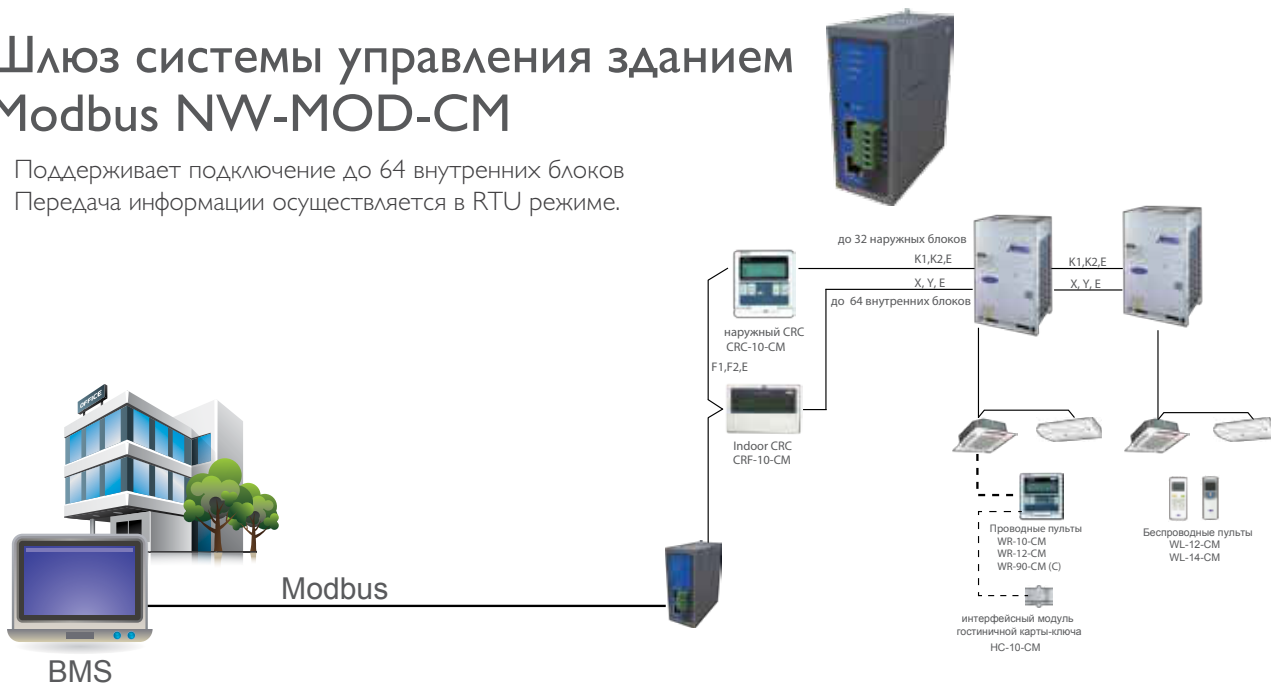 Шлюз системы управления зданием
Modbus NW-MOD-CM
Поддерживает подключение до 64 внутренних блоков
Передача информации осуществляется в RTU режиме.
до 32 наружных блоков
K1,K2,E
K1,K2,E
X, Y, E
X, Y, E
до 64 внутренних блоков
наружный CRC
CRC-10-CM
F1,F2,E
Indoor CRC
CRF-10-CM
OFFICE
Проводные пульты
WR-10-CM
WR-12-CM
WR-90-CM (C)
Беспроводные пульты
WL-12-CM
WL-14-CM
Modbus
интерфейсный модуль
гостиничной карты-ключа
HC-10-CM
BMS